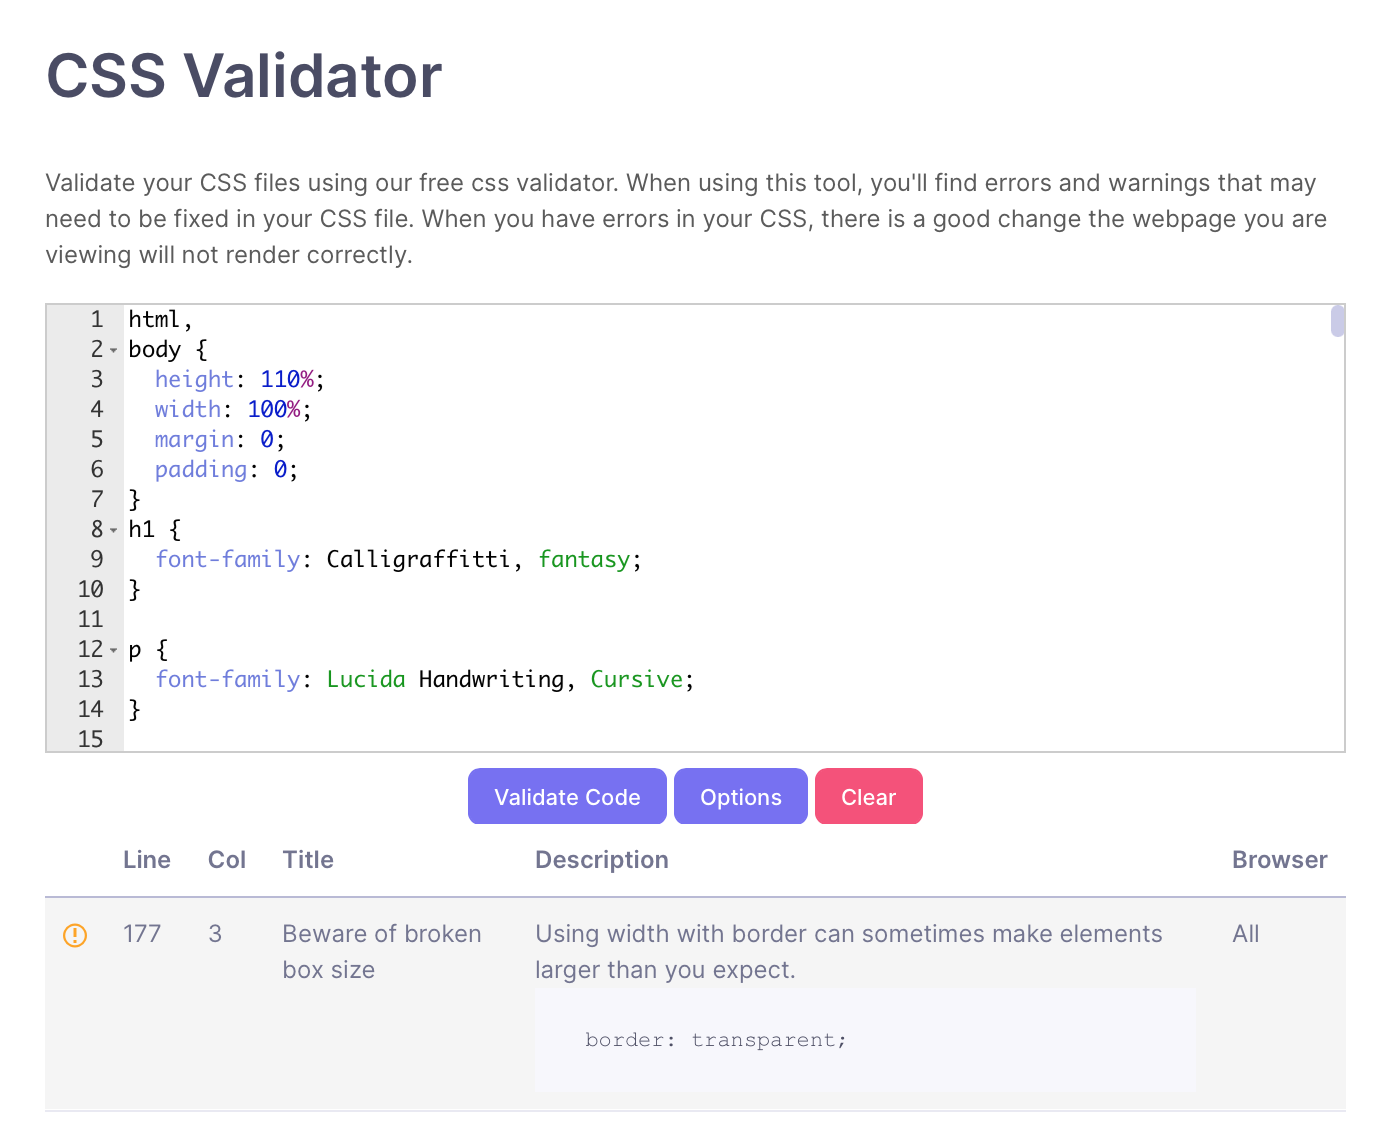 CSS Validator
Validate your CSS files using our free css validator. When using this tool, you'll find errors and warnings that may
need to be fixed in your CSS file. When you have errors in your CSS, there is a good change the webpage you are
viewing will not render correctly.
1 html,
2 body {
3   height: 110%;
4   width: 100%;
5   margin: 0;
6   padding: 0;
7 }
8 h1 {
9   font-family: Calligraffitti, fantasy;
10 }
11
12 p {
13   font-family: Lucida Handwriting, Cursive;
14 }
15
Validate Code Options Clear
Line Col Title Description Browser
177 3 Beware of broken Using width with border can sometimes make elements All
box size larger than you expect.
border: transparent;